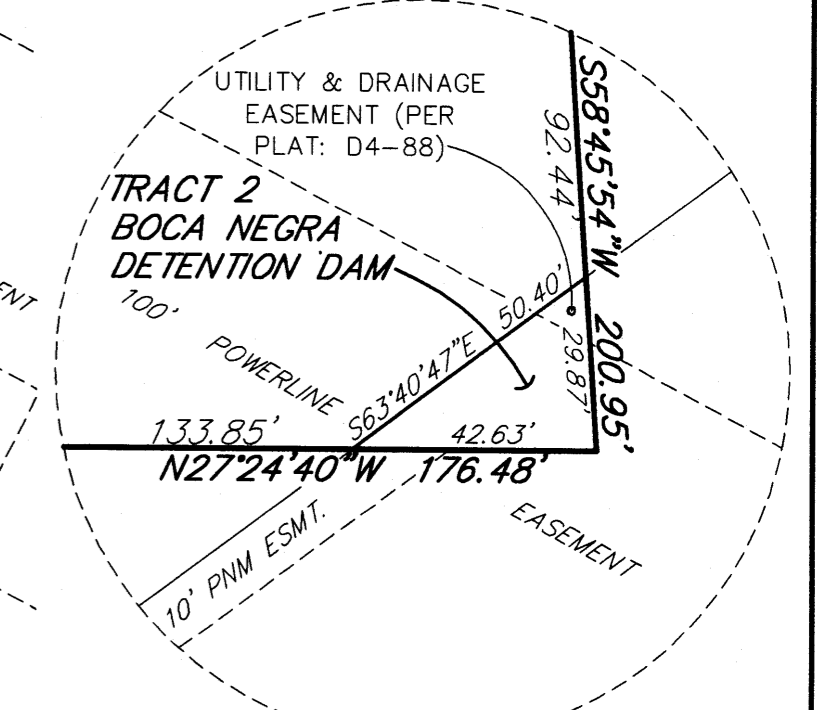 UTILITY & DRAINAGE
EASEMENT (PER
PLAT: D4-88)
TRACT 2
BOCA NEGRA
DETENTION DAM
S58°45'54"W 200.95'
92.44'
29.87'
50.40'
S63°40'47"E
100'
POWERLINE
EASEMENT
133.85'
42.63'
N27°24'40"W 176.48'
10' PNM ESMT.